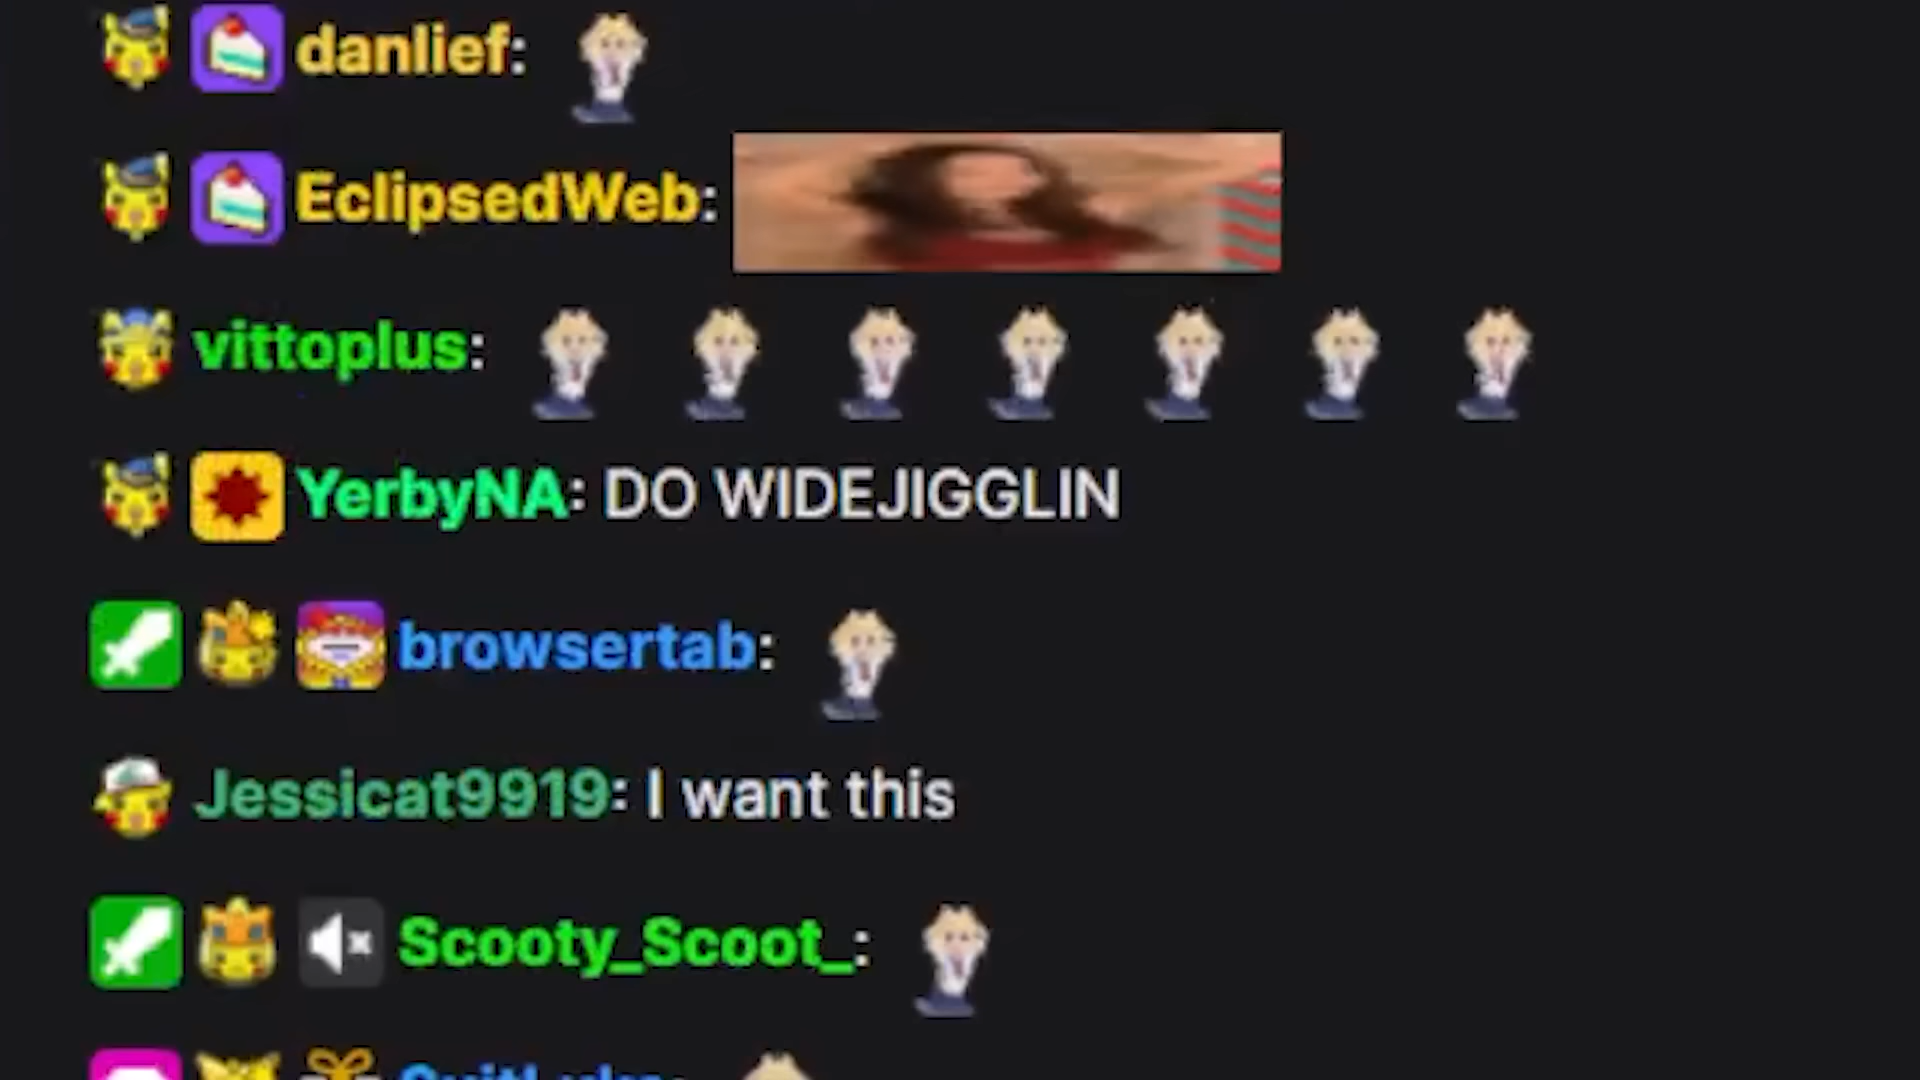 danlief:
EclipsedWeb:
vittoplus:
YerbyNA: DO WIDEJIGGLIN
browsertab:
Jessicat9919: I want this
Scooty_Scoot_: